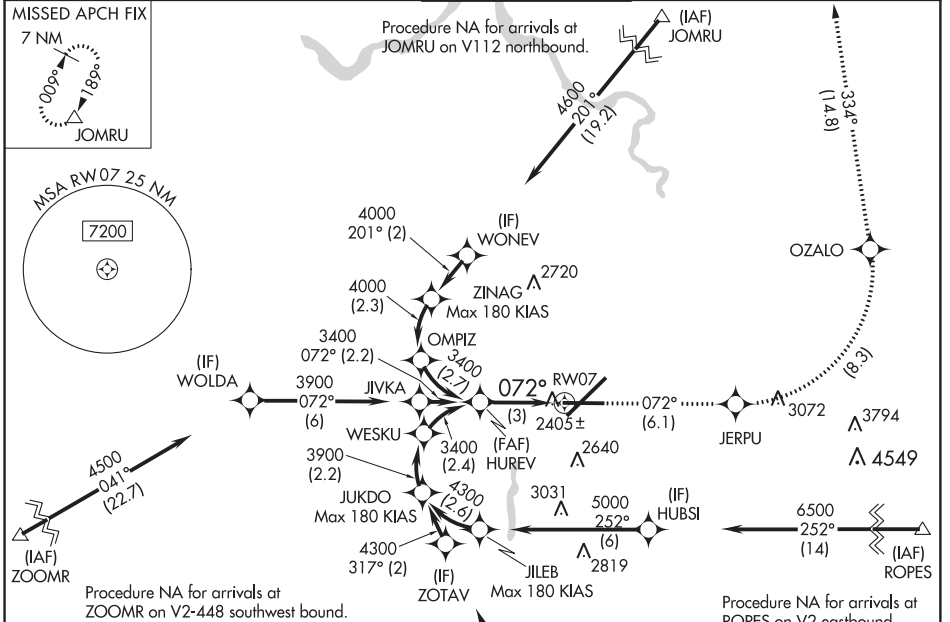 MISSED APCH FIX
7 NM
009°
189°
JOMRU
Procedure NA for arrivals at
JOMRU on V112 northbound.
(IAF)
JOMRU
4600
201°
(19.2)
334°
(14.8)
MSA RW07 25 NM
7200
4000
201° (2)
(IF)
WONEV
OZALO
2720
ZINAG
Max 180 KIAS
4000
(2.3)
OMPIZ
3400
072° (2.2)
3400
(2.7)
(8.3)
(IF)
WOLDA
3900
072°
(6)
JIVKA
072°
(3)
RW07
2405±
072°
(6.1)
JERPU
3072
3794
4549
WESKU
(FAF)
HUREV
3400
(2.4)
2640
3900
(2.2)
4500
041°
(22.7)
JUKDO
Max 180 KIAS
4300
(2.6)
3031
5000
252°
(6)
(IF)
HUBSI
6500
252°
(14)
(IAF)
ZOOMR
4300
317° (2)
(IF)
ZOTAV
JILEB
Max 180 KIAS
2819
(IAF)
ROPES
Procedure NA for arrivals at
ZOOMR on V2-448 southwest bound.
Procedure NA for arrivals at
ROPES on V2 eastbound.